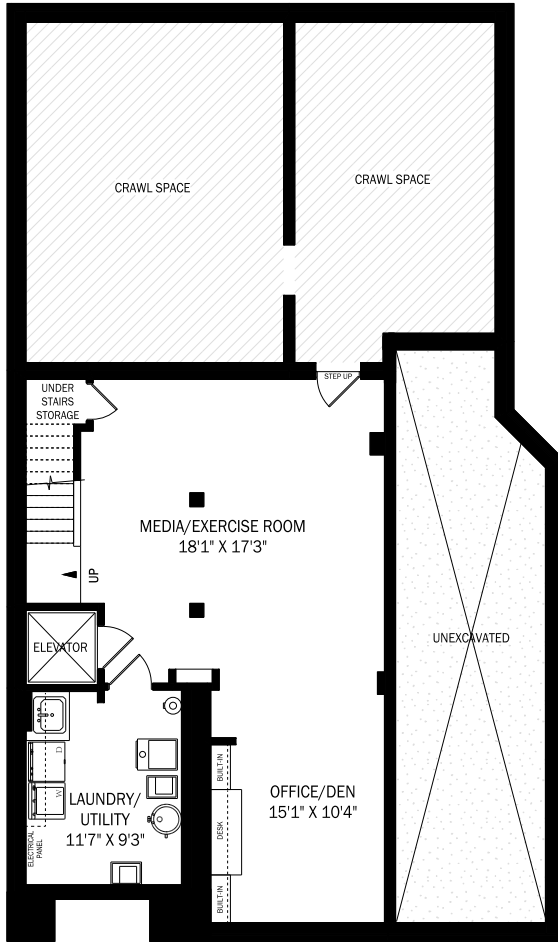 CRAWL SPACE
CRAWL SPACE
STEP UP
UNDER
STAIRS
STORAGE
MEDIA/EXERCISE ROOM
18'1" X 17'3"
UP
ELEVATOR
UNEXCAVATED
D
W
LAUNDRY/
UTILITY
11'7" X 9'3"
ELECTRICAL
PANEL
BUILT-IN
DESK
BUILT-IN
OFFICE/DEN
15'1" X 10'4"